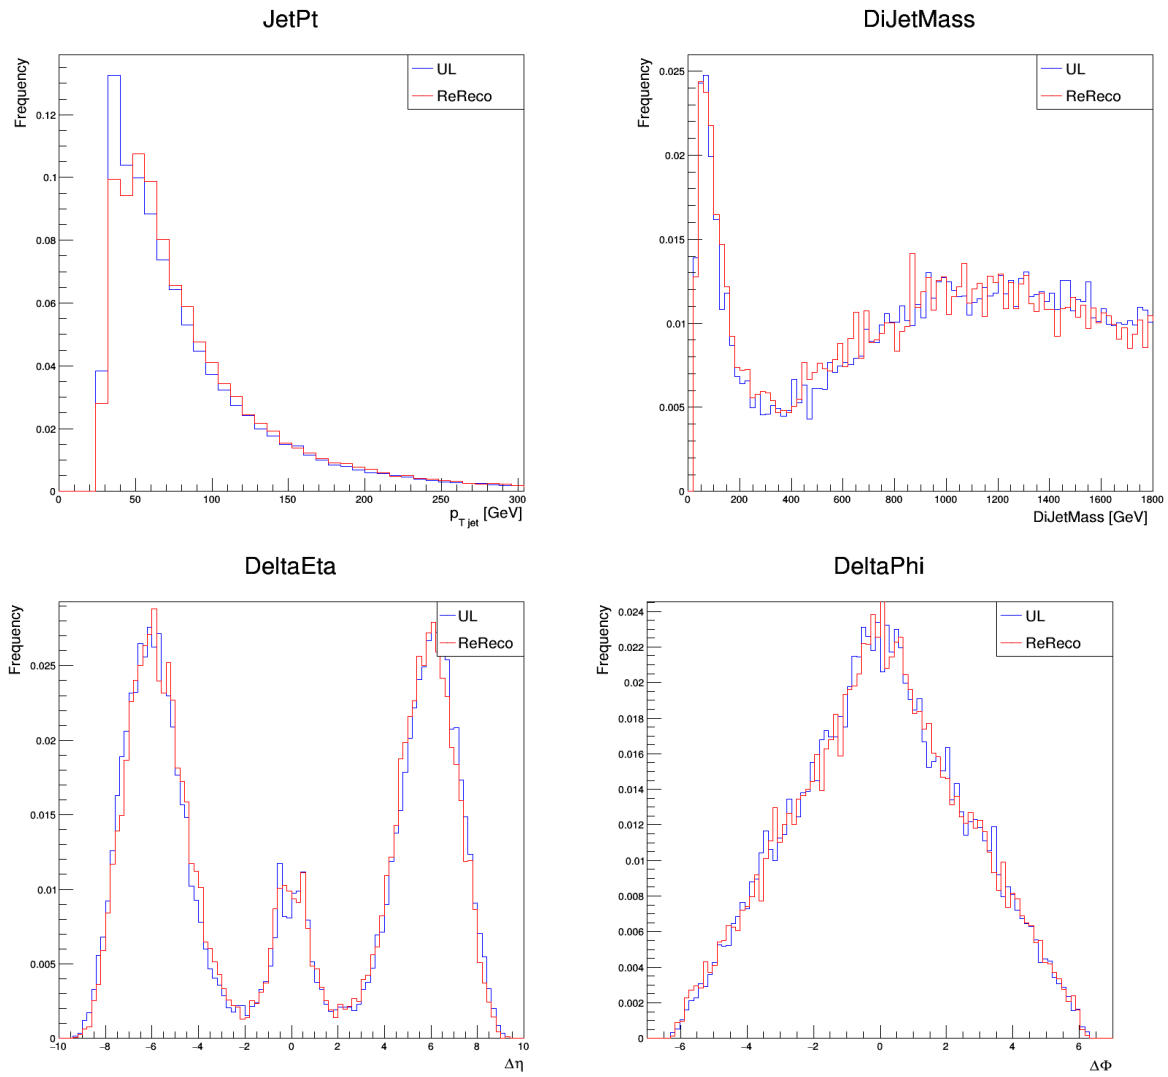 JetPt
Frequency
UL
ReReco
0.12
0.1
0.08
0.06
0.04
0.02
0
0 50 100 150 200 250 300
p_T jet [GeV]
DiJetMass
Frequency
UL
ReReco
0.025
0.02
0.015
0.01
0.005
0
0 200 400 600 800 1000 1200 1400 1600 1800
DiJetMass [GeV]
DeltaEta
Frequency
UL
ReReco
0.025
0.02
0.015
0.01
0.005
0
−10 −8 −6 −4 −2 0 2 4 6 8 10
Δη
DeltaPhi
Frequency
UL
ReReco
0.024
0.022
0.02
0.018
0.016
0.014
0.012
0.01
0.008
0.006
0.004
0.002
0
−6 −4 −2 0 2 4 6
ΔΦ